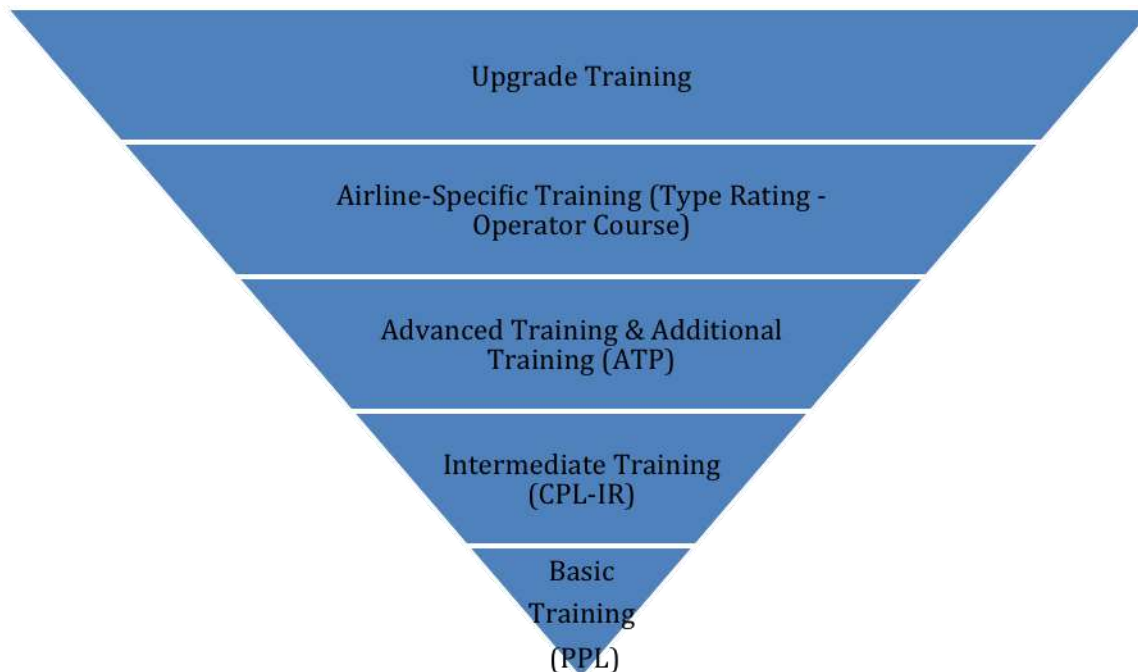 Upgrade Training
Airline-Specific Training (Type Rating -
Operator Course)
Advanced Training & Additional
Training (ATP)
Intermediate Training
(CPL-IR)
Basic
Training
(PPL)